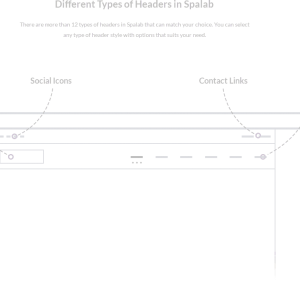 Different Types of Headers in Spalab
There are more than 12 types of headers in Spalab that can match your choice. You can select
any type of header style with options that suits your need.
Social Icons
Contact Links